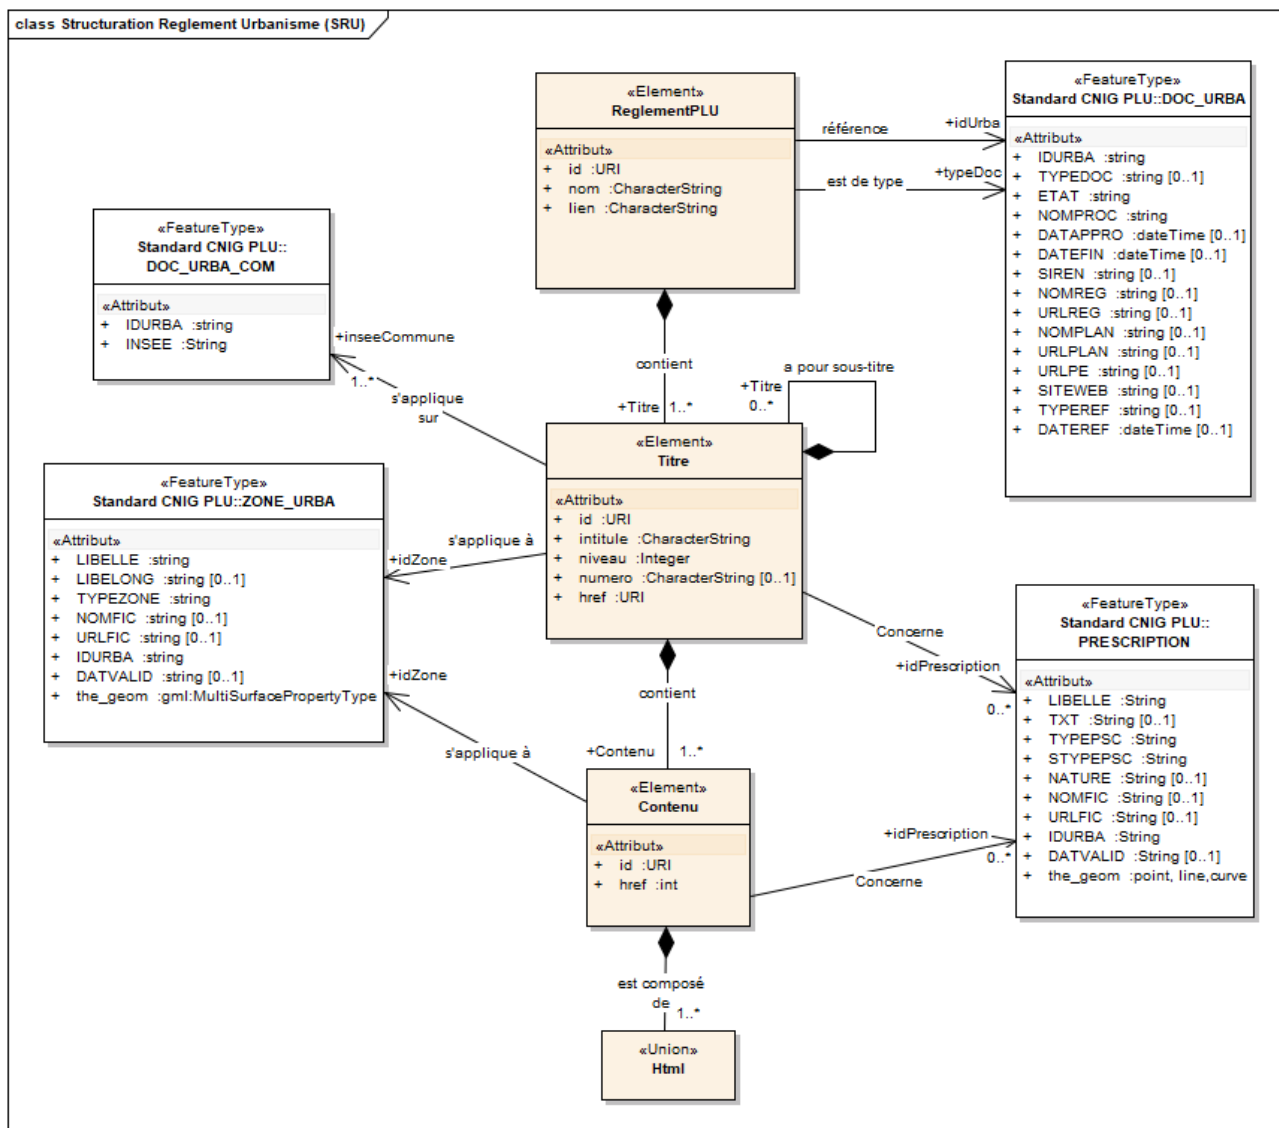 class Structuration Reglement Urbanisme (SRU)
«Element»
ReglementPLU
«Attribut»
+ id :URI
+ nom :CharacterString
+ lien :CharacterString
référence
+idUrba
est de type
+typeDoc
«FeatureType»
Standard CNIG PLU::DOC_URBA
«Attribut»
+ IDURBA :string
+ TYPEDOC :string [0..1]
+ ETAT :string
+ NOMPROC :string
+ DATAPPRO :dateTime [0..1]
+ DATEFIN :dateTime [0..1]
+ SIREN :string [0..1]
+ NOMREG :string [0..1]
+ URLREG :string [0..1]
+ NOMPLAN :string [0..1]
+ URLPLAN :string [0..1]
+ URLPE :string [0..1]
+ SITEWEB :string [0..1]
+ TYPEREF :string [0..1]
+ DATEREF :dateTime [0..1]
«FeatureType»
Standard CNIG PLU::
DOC_URBA_COM
«Attribut»
+ IDURBA :string
+ INSEE :String
+inseeCommune
1..*
s'applique
sur
contient
+Titre 1..*
a pour sous-titre
+Titre
0..*
«Element»
Titre
«Attribut»
+ id :URI
+ intitule :CharacterString
+ niveau :Integer
+ numero :CharacterString [0..1]
+ href :URI
«FeatureType»
Standard CNIG PLU::ZONE_URBA
«Attribut»
+ LIBELLE :string
+ LIBELONG :string [0..1]
+ TYPEZONE :string
+ NOMFIC :string [0..1]
+ URLFIC :string [0..1]
+ IDURBA :string
+ DATVALID :string [0..1]
+ the_geom :gml:MultiSurfacePropertyType
s'applique à
+idZone
+idZone
s'applique à
Concerne
+idPrescription
0..*
«FeatureType»
Standard CNIG PLU::
PRESCRIPTION
«Attribut»
+ LIBELLE :String
+ TXT :String [0..1]
+ TYPEPSC :String
+ STYPEPSC :String
+ NATURE :String [0..1]
+ NOMFIC :String [0..1]
+ URLFIC :String [0..1]
+ IDURBA :String
+ DATVALID :String [0..1]
+ the_geom :point, line,curve
contient
+Contenu 1..*
«Element»
Contenu
«Attribut»
+ id :URI
+ href :int
+idPrescription
0..*
Concerne
est composé
de
1..*
«Union»
Html